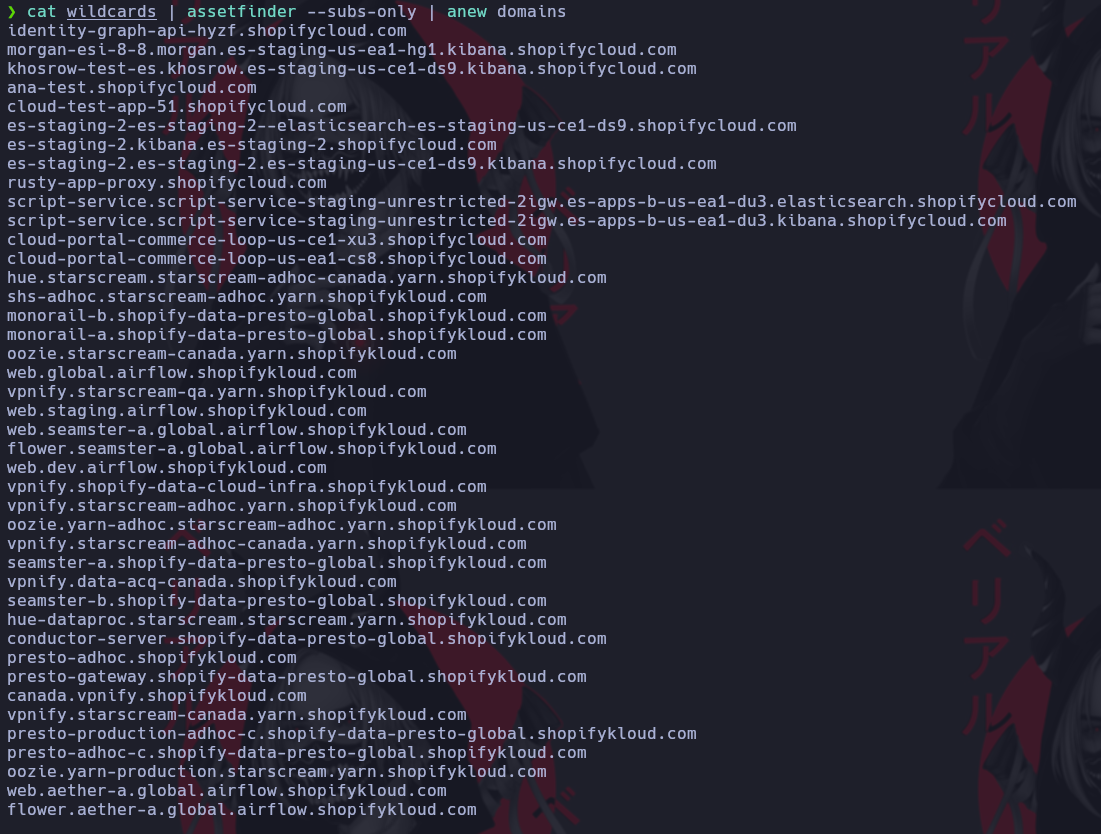 ❯ cat wildcards | assetfinder --subs-only | anew domains
identity-graph-api-hyzf.shopifycloud.com
morgan-esi-8-8.morgan.es-staging-us-ea1-hg1.kibana.shopifycloud.com
khosrow-test-es.khosrow.es-staging-us-ce1-ds9.kibana.shopifycloud.com
ana-test.shopifycloud.com
cloud-test-app-51.shopifycloud.com
es-staging-2-es-staging-2--elasticsearch-es-staging-us-ce1-ds9.shopifycloud.com
es-staging-2.kibana.es-staging-2.shopifycloud.com
es-staging-2.es-staging-2.es-staging-us-ce1-ds9.kibana.shopifycloud.com
rusty-app-proxy.shopifycloud.com
script-service.script-service-staging-unrestricted-2igw.es-apps-b-us-ea1-du3.elasticsearch.shopifycloud.com
script-service.script-service-staging-unrestricted-2igw.es-apps-b-us-ea1-du3.kibana.shopifycloud.com
cloud-portal-commerce-loop-us-ce1-xu3.shopifycloud.com
cloud-portal-commerce-loop-us-ea1-cs8.shopifycloud.com
hue.starscream.starscream-adhoc-canada.yarn.shopifykloud.com
shs-adhoc.starscream-adhoc.yarn.shopifykloud.com
monorail-b.shopify-data-presto-global.shopifykloud.com
monorail-a.shopify-data-presto-global.shopifykloud.com
oozie.starscream-canada.yarn.shopifykloud.com
web.global.airflow.shopifykloud.com
vpnify.starscream-qa.yarn.shopifykloud.com
web.staging.airflow.shopifykloud.com
web.seamster-a.global.airflow.shopifykloud.com
flower.seamster-a.global.airflow.shopifykloud.com
web.dev.airflow.shopifykloud.com
vpnify.shopify-data-cloud-infra.shopifykloud.com
vpnify.starscream-adhoc.yarn.shopifykloud.com
oozie.yarn-adhoc.starscream-adhoc.yarn.shopifykloud.com
vpnify.starscream-adhoc-canada.yarn.shopifykloud.com
seamster-a.shopify-data-presto-global.shopifykloud.com
vpnify.data-acq-canada.shopifykloud.com
seamster-b.shopify-data-presto-global.shopifykloud.com
hue-dataproc.starscream.starscream.yarn.shopifykloud.com
conductor-server.shopify-data-presto-global.shopifykloud.com
presto-adhoc.shopifykloud.com
presto-gateway.shopify-data-presto-global.shopifykloud.com
canada.vpnify.shopifykloud.com
vpnify.starscream-canada.yarn.shopifykloud.com
presto-production-adhoc-c.shopify-data-presto-global.shopifykloud.com
presto-adhoc-c.shopify-data-presto-global.shopifykloud.com
oozie.yarn-production.starscream.yarn.shopifykloud.com
web.aether-a.global.airflow.shopifykloud.com
flower.aether-a.global.airflow.shopifykloud.com
ベリアル